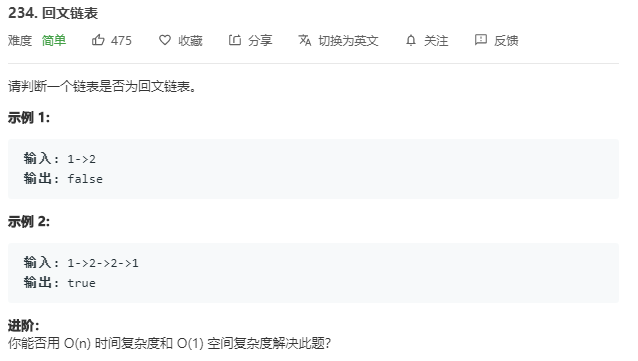 234. 回文链表
难度 简单 475 收藏 分享 切换为英文 关注 反馈
请判断一个链表是否为回文链表。
示例 1:
输入: 1->2
输出: false
示例 2:
输入: 1->2->2->1
输出: true
进阶:
你能否用 O(n) 时间复杂度和 O(1) 空间复杂度解决此题?